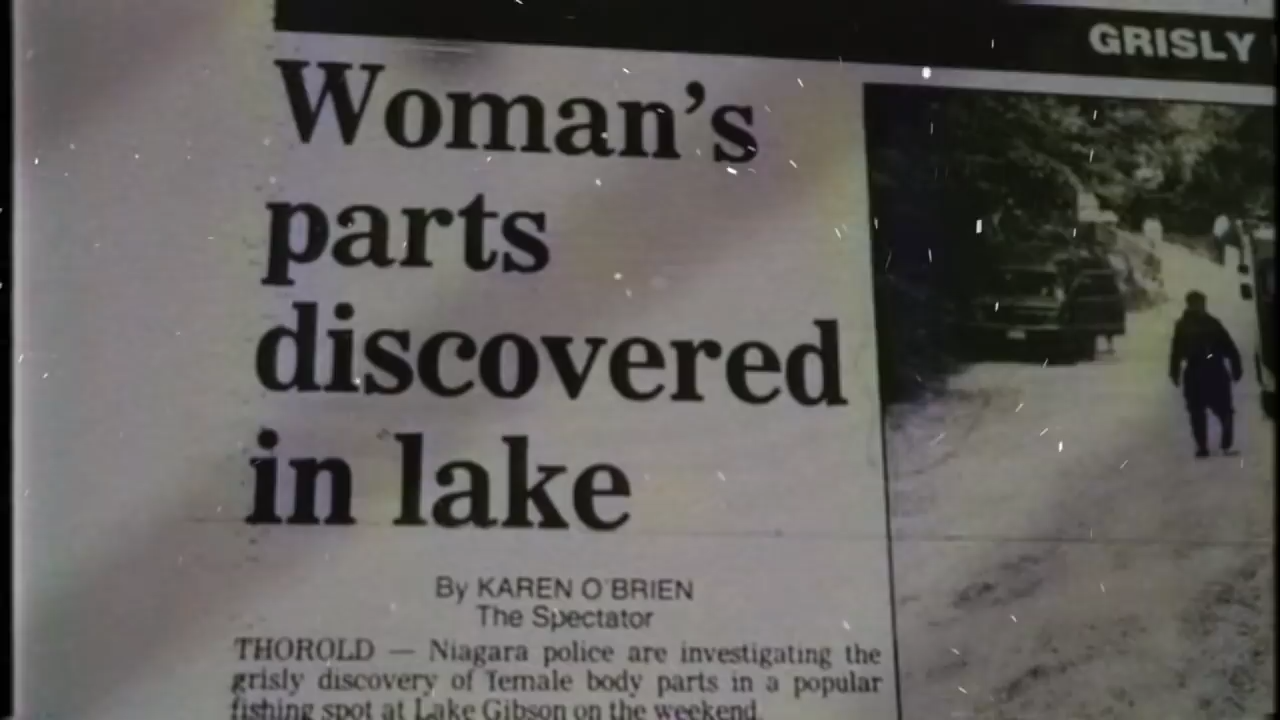 GRISLY
Woman's
parts
discovered
in lake
By KAREN O'BRIEN
The Spectator
THOROLD — Niagara police are investigating the
grisly discovery of female body parts in a popular
fishing spot at Lake Gibson on the weekend.